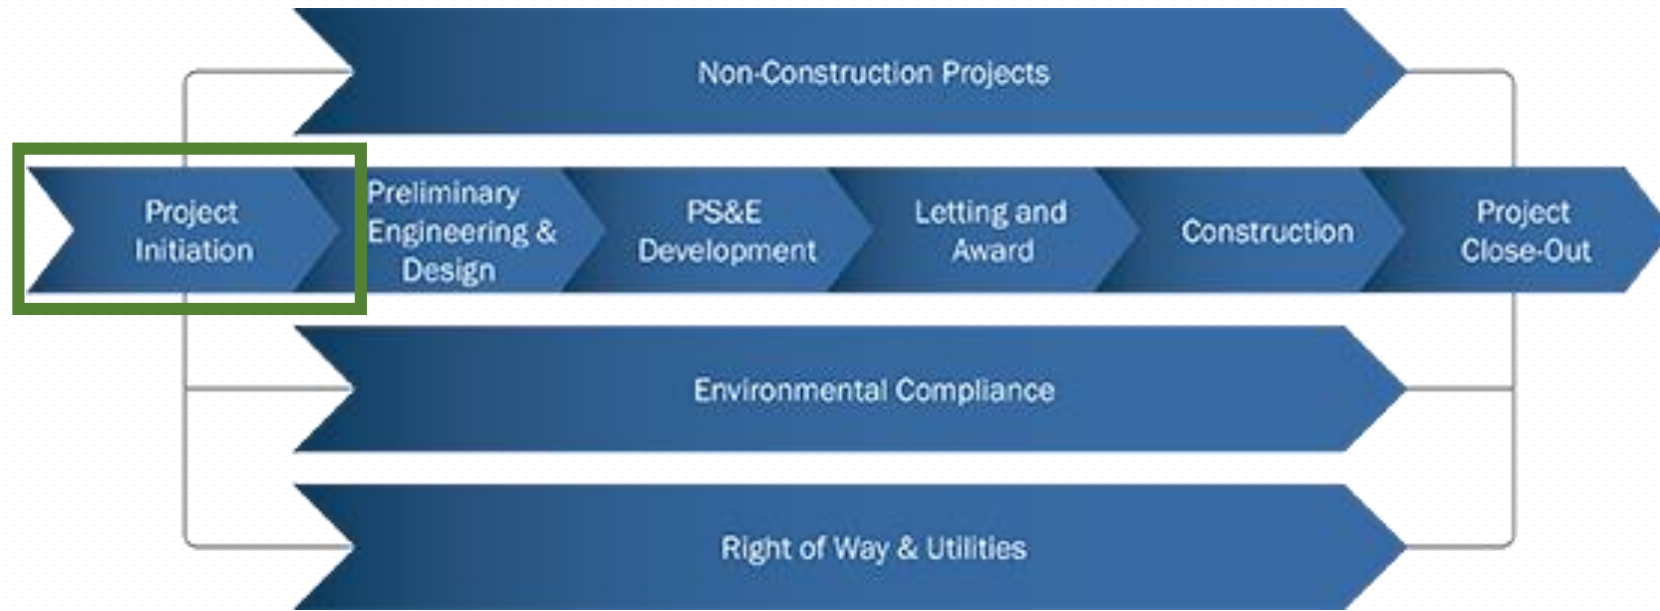 Non-Construction Projects
Project
Initiation
Preliminary
Engineering &
Design
PS&E
Development
Letting and
Award
Construction
Project
Close-Out
Environmental Compliance
Right of Way & Utilities